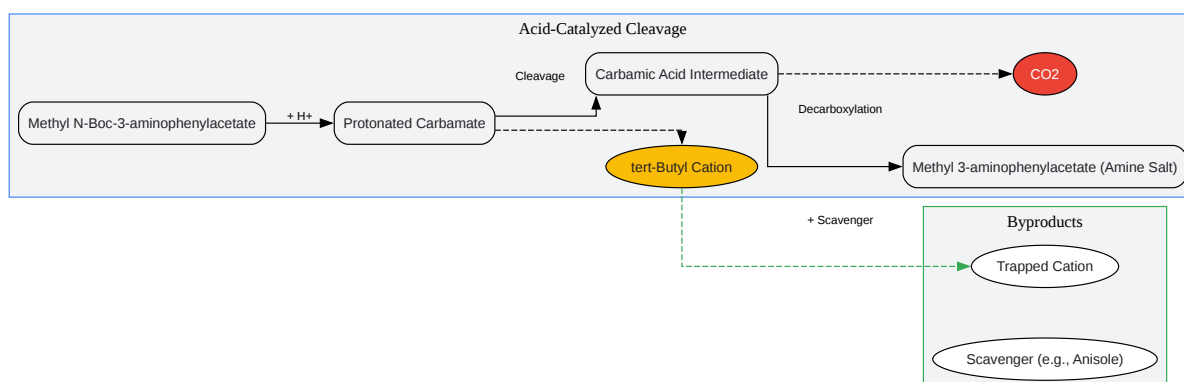 Acid-Catalyzed Cleavage
Cleavage
Carbamic Acid Intermediate
CO2
Methyl N-Boc-3-aminophenylacetate
+ H+
Protonated Carbamate
Decarboxylation
tert-Butyl Cation
Methyl 3-aminophenylacetate (Amine Salt)
+ Scavenger
Byproducts
Trapped Cation
Scavenger (e.g., Anisole)